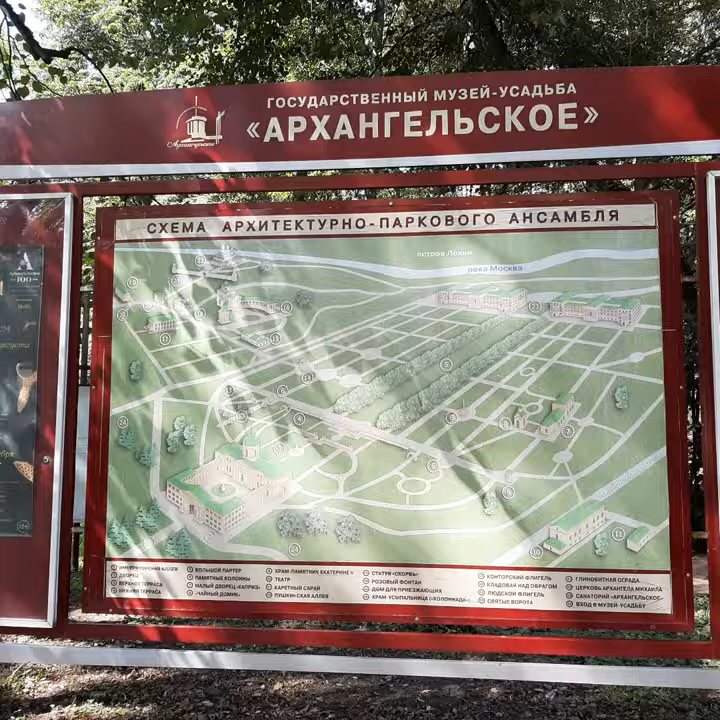 ГОСУДАРСТВЕННЫЙ МУЗЕЙ-УСАДЬБА
«АРХАНГЕЛЬСКОЕ»
Архангельское
СХЕМА АРХИТЕКТУРНО-ПАРКОВОГО АНСАМБЛЯ
остров Лохин
река Москва
ИМПЕРАТОРСКАЯ АЛЛЕЯ
ДВОРЕЦ
ВЕРХНЯЯ ТЕРРАСА
НИЖНЯЯ ТЕРРАСА
БОЛЬШОЙ ПАРТЕР
ПАМЯТНЫЕ КОЛОННЫ
МАЛЫЙ ДВОРЕЦ «КАПРИЗ»
«ЧАЙНЫЙ ДОМИК»
ХРАМ-ПАМЯТНИК ЕКАТЕРИНЕ II
ТЕАТР
КАРЕТНЫЙ САРАЙ
ПУШКИНСКАЯ АЛЛЕЯ
СТАТУЯ «СКОРБЬ»
РОЗОВЫЙ ФОНТАН
ДОМ ДЛЯ ПРИЕЗЖАЮЩИХ
ХРАМ-УСЫПАЛЬНИЦА («КОЛОННАДА»)
КОНТОРСКИЙ ФЛИГЕЛЬ
КЛАДОВАЯ НАД ОВРАГОМ
ЛЮДСКОЙ ФЛИГЕЛЬ
СВЯТЫЕ ВОРОТА
ГЛИНОБИТНАЯ ОГРАДА
ЦЕРКОВЬ АРХАНГЕЛА МИХАИЛА
САНАТОРИЙ «АРХАНГЕЛЬСКОЕ»
ВХОД В МУЗЕЙ-УСАДЬБУ